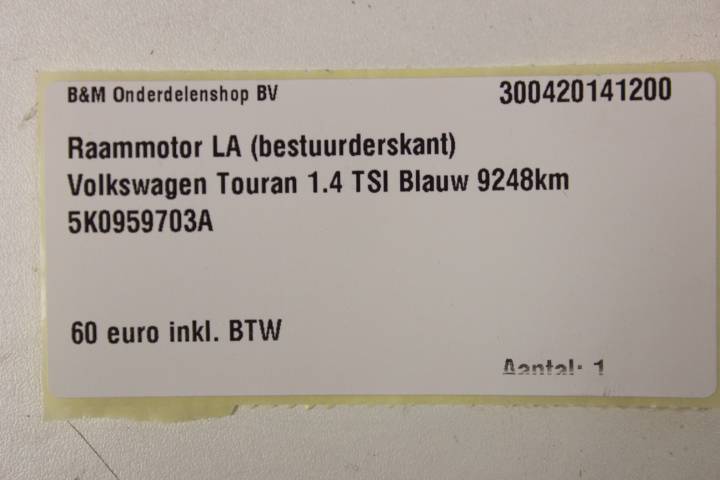 B&M Onderdelenshop BV
300420141200
Raammotor LA (bestuurderskant)
Volkswagen Touran 1.4 TSI Blauw 9248km
5K0959703A
60 euro inkl. BTW
Aantal: 1